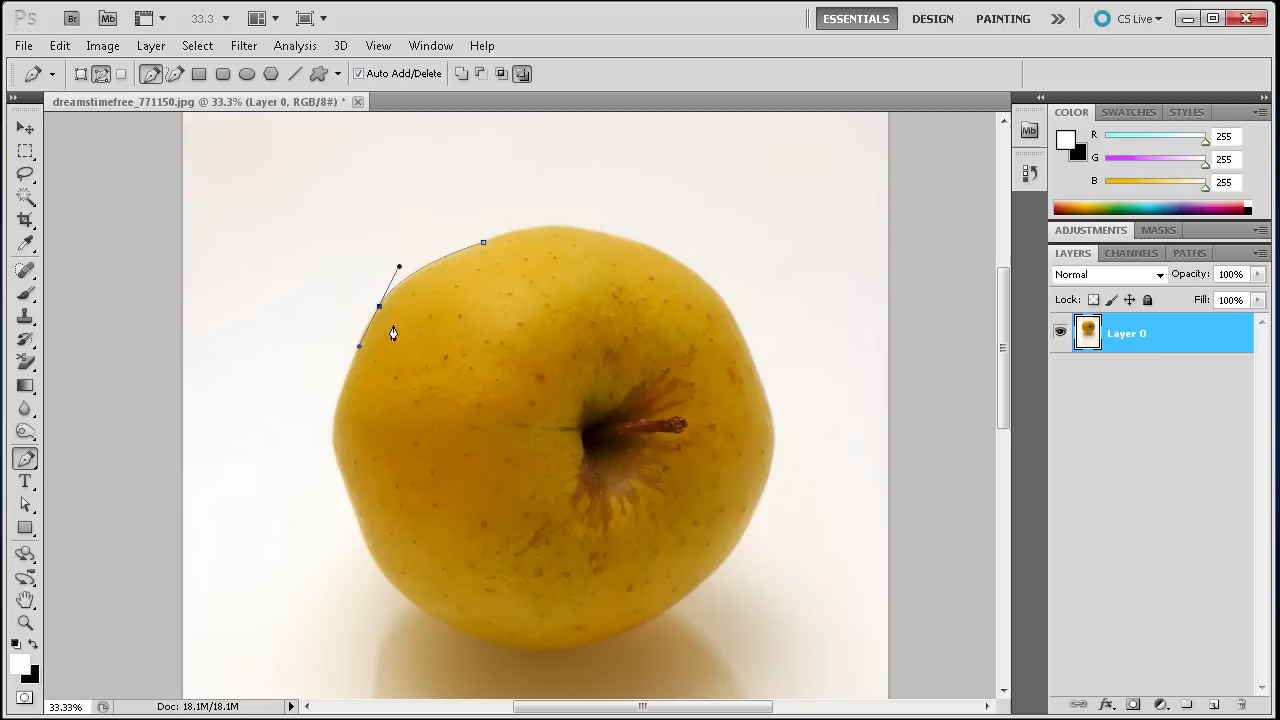 Ps Br Mb 33.3 ESSENTIALS DESIGN PAINTING CS Live
File Edit Image Layer Select Filter Analysis 3D View Window Help
Auto Add/Delete
dreamstimefree_771150.jpg @ 33.3% (Layer 0, RGB/8#) *
COLOR SWATCHES STYLES
Mb
R 255
G 255
B 255
ADJUSTMENTS MASKS
LAYERS CHANNELS PATHS
Normal Opacity: 100%
Lock: Fill: 100%
Layer 0
T
33.33% Doc: 18.1M/18.1M
fx